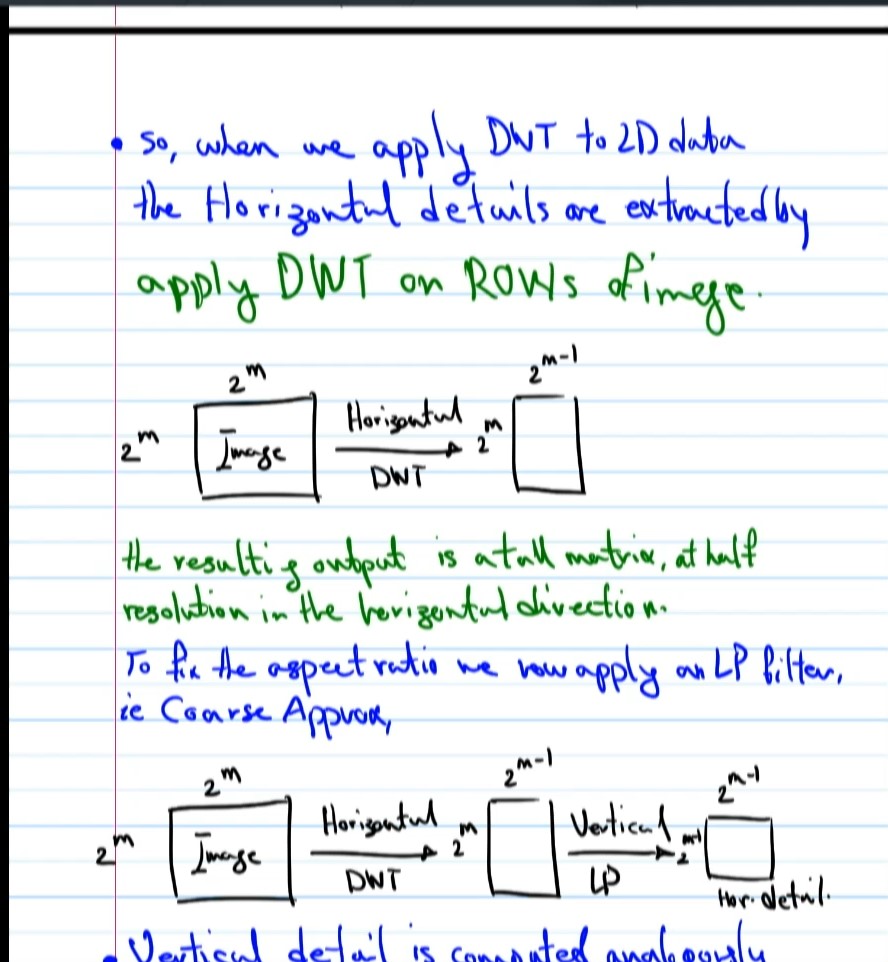 • so, when we apply DWT to 2D data
the Horizontal details are extracted by
apply DWT on ROWs of image.
2^m
2^m
Image
Horizontal
DWT
2^m
2^{m-1}
the resulting output is a tall matrix, at half
resolution in the horizontal direction.
To fix the aspect ratio we now apply an LP filter,
ie Coarse Approx,
2^m
2^m
Image
Horizontal
DWT
2^m
2^{m-1}
Vertical
LP
2^{m-1}
2^{m-1}
Hor. detail.
• Vertical detail is computed analogously